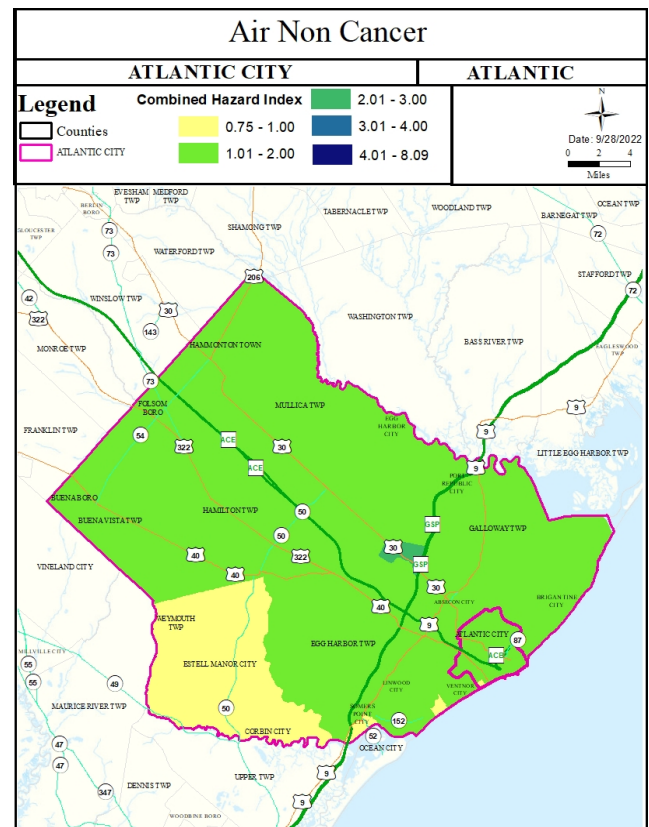 Air Non Cancer
ATLANTIC CITY
ATLANTIC
Legend
Counties
ATLANTIC CITY
Combined Hazard Index
0.75 - 1.00
1.01 - 2.00
2.01 - 3.00
3.01 - 4.00
4.01 - 8.09
N
Date: 9/28/2022
0 2 4
Miles
EVESHAM TWP
MEDFORD TWP
BERLIN BORO
TABERNACLE TWP
WOODLAND TWP
OCEAN TWP
BARNEGAT TWP
GLOUCESTER TWP
73
SHAMONG TWP
72
73
WATERFORD TWP
STAFFORD TWP
206
42
WINSLOW TWP
30
72
322
143
WASHINGTON TWP
BASS RIVER TWP
MONROE TWP
HAMMONTON TOWN
EAGLESWOOD TWP
73
FOLSOM BORO
MULLICA TWP
9
EGG HARBOR CITY
FRANKLIN TWP
54
ACE
322
30
9
LITTLE EGG HARBOR TWP
ACE
9
PORT REPUBLIC CITY
BUENA BORO
HAMILTON TWP
50
BUENA VISTA TWP
50
GSP
GALLOWAY TWP
322
30
40
GSP
VINELAND CITY
40
30
40
ABSECON CITY
BRIGANTINE CITY
WEYMOUTH TWP
9
ATLANTIC CITY
87
MILLVILLE CITY
EGG HARBOR TWP
ACE
55
ESTELL MANOR CITY
55
49
LINWOOD CITY
VENTNOR CITY
MAURICE RIVER TWP
50
SOMERS POINT CITY
152
CORBIN CITY
52
47
OCEAN CITY
47
UPPER TWP
9
DENNIS TWP
347
9
WOODBINE BORO